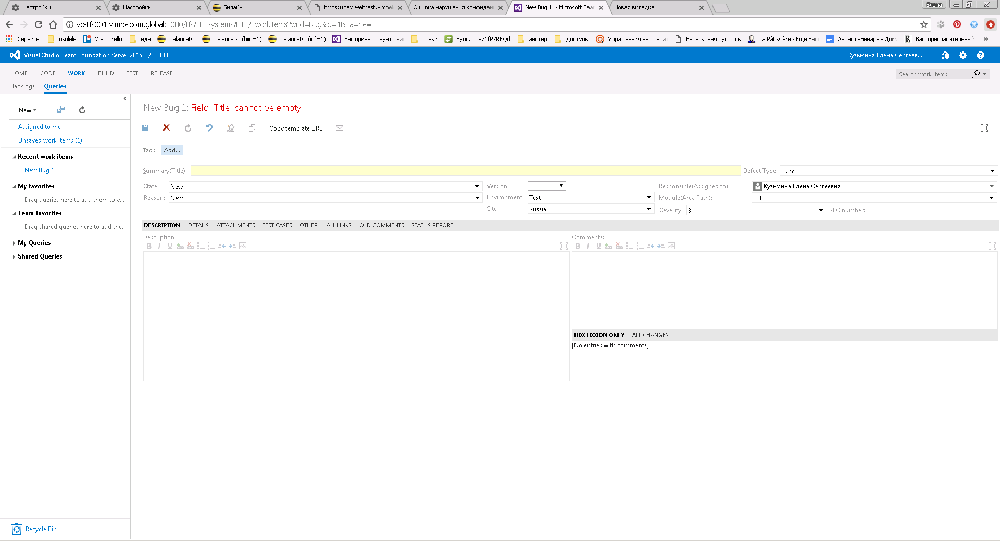 Настройки
Настройки
Билайн
https://pay.webtest.vimpel
Ошибка нарушения конфиден
New Bug 1: - Microsoft Tea
Новая вкладка
Елена
vc-tfs001.vimpelcom.global:8080/tfs/IT_Systems/ETL/_workitems?witd=Bug&id=1&_a=new
Сервисы
ukulele
VIP | Trello
еда
balancetst
balancetst (hiio=1)
balancetst (irif=1)
Вас приветствует Tea
спеки
Sync.in: e71fP7REQd
амстер
Доступы
Упражнения на опера
Вересковая пустошь
La Pâtissière - Еще маф
Анонс семинара - Доку
Ваш пригласительный
»
Visual Studio Team Foundation Server 2015 / ETL
Кузьмина Елена Сергеев...
HOME CODE WORK BUILD TEST RELEASE
Search work items
Backlogs Queries
New
Assigned to me
Unsaved work items (1)
Recent work items
New Bug 1
My favorites
Drag queries here to add them to y...
Team favorites
Drag shared queries here to add the...
My Queries
Shared Queries
Recycle Bin
New Bug 1: Field 'Title' cannot be empty.
Copy template URL
Tags Add...
Summary(Title):
Defect Type Func
State: New
Version:
Responsible(Assigned to): Кузьмина Елена Сергеевна
Reason: New
Environment: Test
Module(Area Path): ETL
Site Russia
Severity: 3
RFC number:
DESCRIPTION DETAILS ATTACHMENTS TEST CASES OTHER ALL LINKS OLD COMMENTS STATUS REPORT
Description
B I U
Comments:
B I U
DISCUSSION ONLY ALL CHANGES
[No entries with comments]